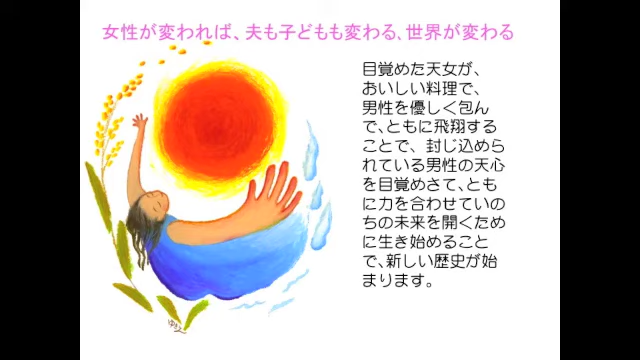 女性が変われば、夫も子どもも変わる、世界が変わる
目覚めた天女が、
おいしい料理で、
男性を優しく包ん
で、ともに飛翔する
ことで、封じ込めら
れている男性の天心
を目覚めさて、とも
に力を合わせていの
ちの未来を開くため
に生き始めること
で、新しい歴史が始
まります。